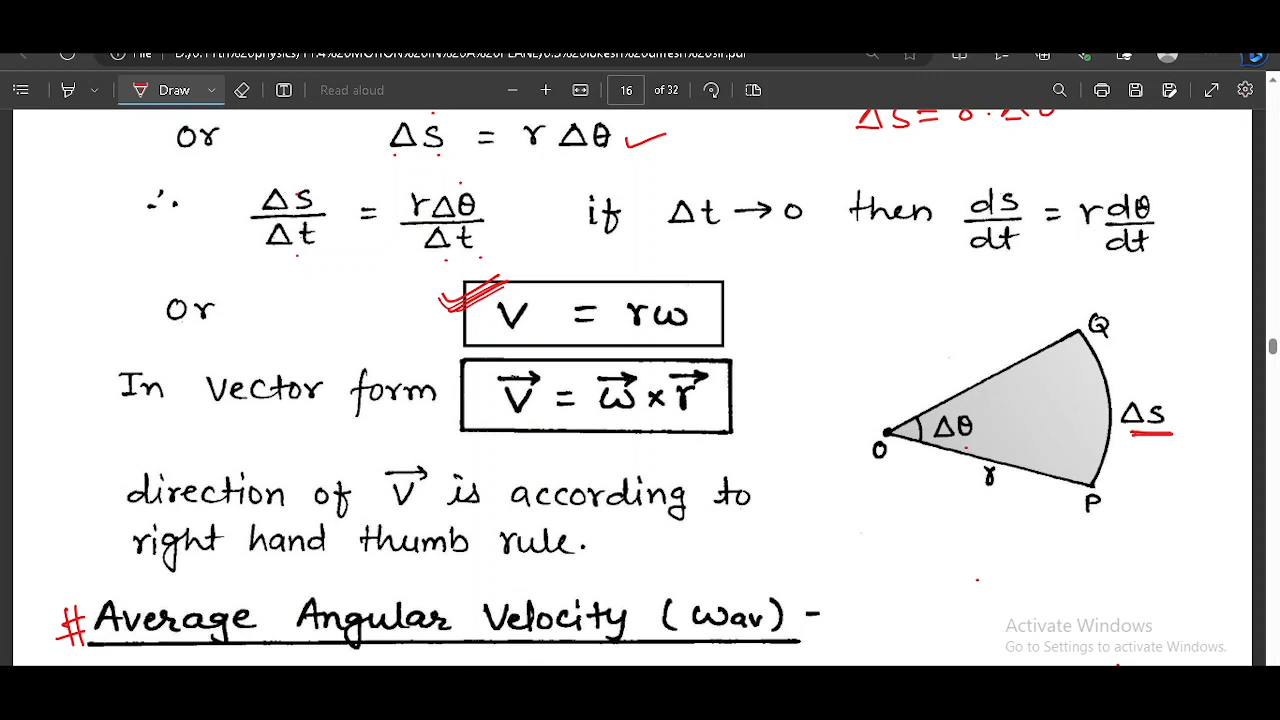 Draw
Read aloud
16 of 32
or Δs = rΔθ
∴ Δs/Δt = rΔθ/Δt if Δt → 0 then ds/dt = r dθ/dt
or V = rω
In vector form V⃗ = ω⃗ × r⃗
direction of V⃗ is according to
right hand thumb rule.
Q
Δθ
Δs
O
r
P
# Average Angular Velocity (ωav) -
Activate Windows
Go to Settings to activate Windows.